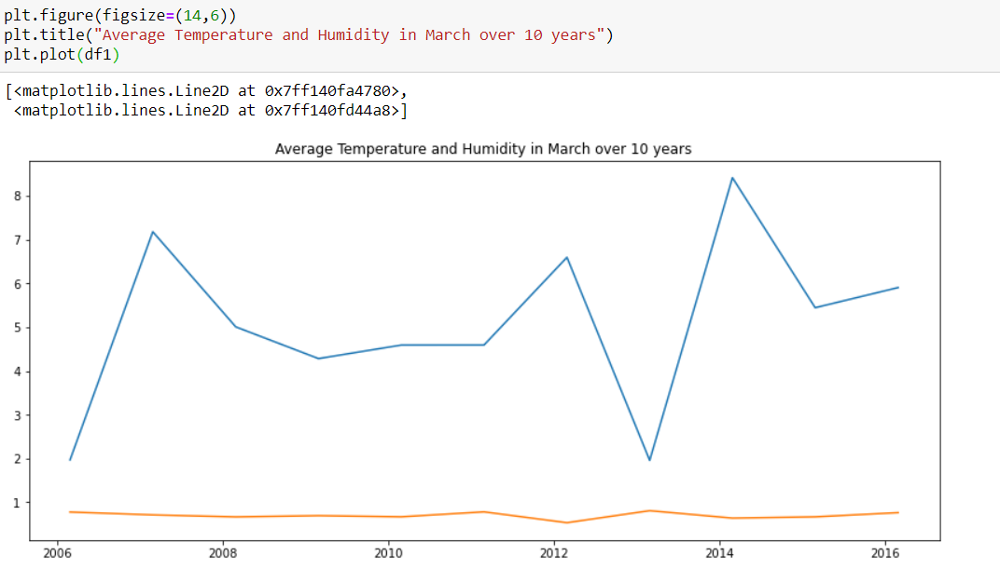 plt.figure(figsize=(14,6))
plt.title("Average Temperature and Humidity in March over 10 years")
plt.plot(df1)
[<matplotlib.lines.Line2D at 0x7ff140fa4780>,
<matplotlib.lines.Line2D at 0x7ff140fd44a8>]
Average Temperature and Humidity in March over 10 years
8
7
6
5
4
3
2
1
2006 2008 2010 2012 2014 2016